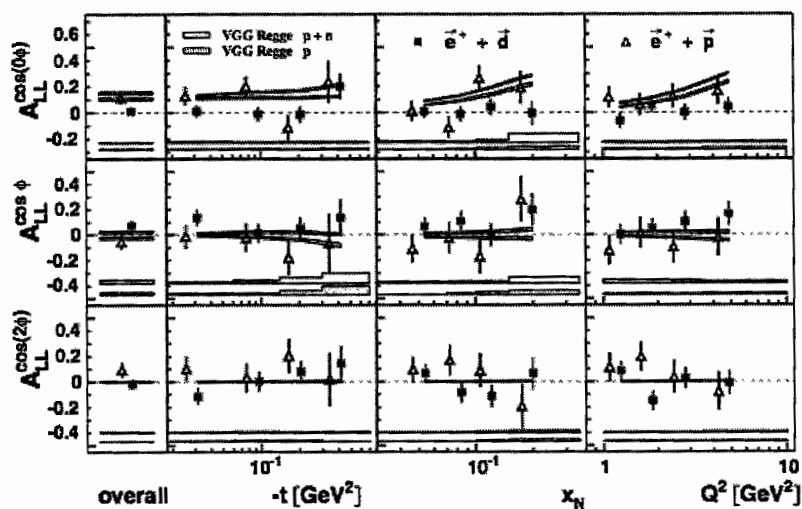 VGG Regge p+n
VGG Regge p
e⃗⁺ + d⃗
e⃗⁺ + p⃗
A_LL^cos(0ϕ)
0.4
0.2
0
-0.2
A_LL^cos ϕ
0.4
0.2
0
-0.2
-0.4
A_LL^cos(2ϕ)
0.4
0.2
0
-0.2
-0.4
10⁻¹
10⁻¹
1
10
overall
-t [GeV²]
x_N
Q² [GeV²]